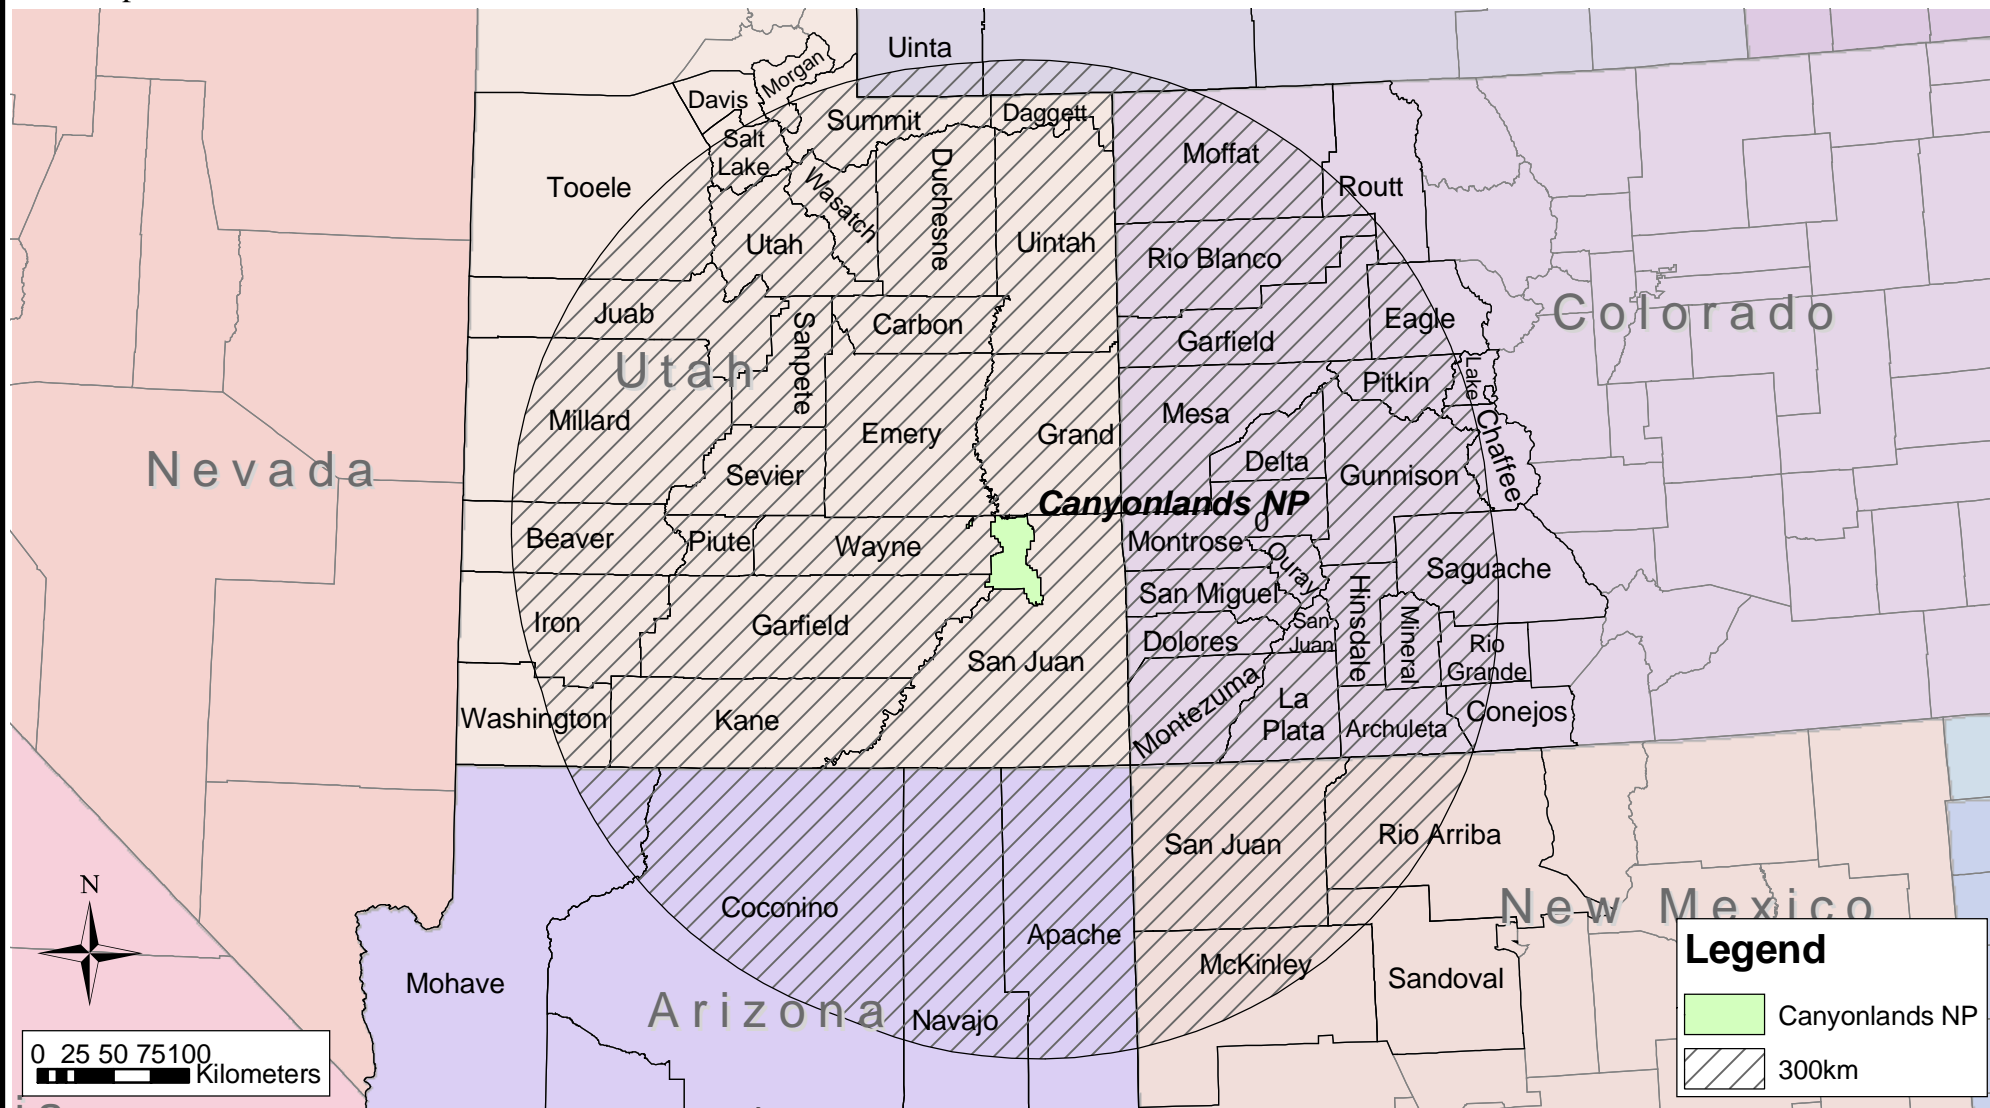 Uinta
Morgan
Davis
Summit
Daggett
Salt
Lake
Moffat
Duchesne
Wasatch
Tooele
Routt
Utah
Uintah
Rio Blanco
Juab
Sanpete
Carbon
Eagle
Colorado
Garfield
Utah
Pitkin
Lake
Millard
Mesa
Emery
Grand
Chaffee
Nevada
Sevier
Delta
Gunnison
Canyonlands NP
0
Beaver
Piute
Wayne
Montrose
Ouray
Saguache
San Miguel
Hinsdale
Mineral
Iron
Garfield
San
Juan
Dolores
Rio
Grande
San Juan
Montezuma
La
Plata
Washington
Kane
Archuleta
Conejos
San Juan
Rio Arriba
N
Coconino
New Mexico
Apache
McKinley
Sandoval
Mohave
Arizona
Navajo
Legend
Canyonlands NP
300km
0 25 50 75 100
Kilometers